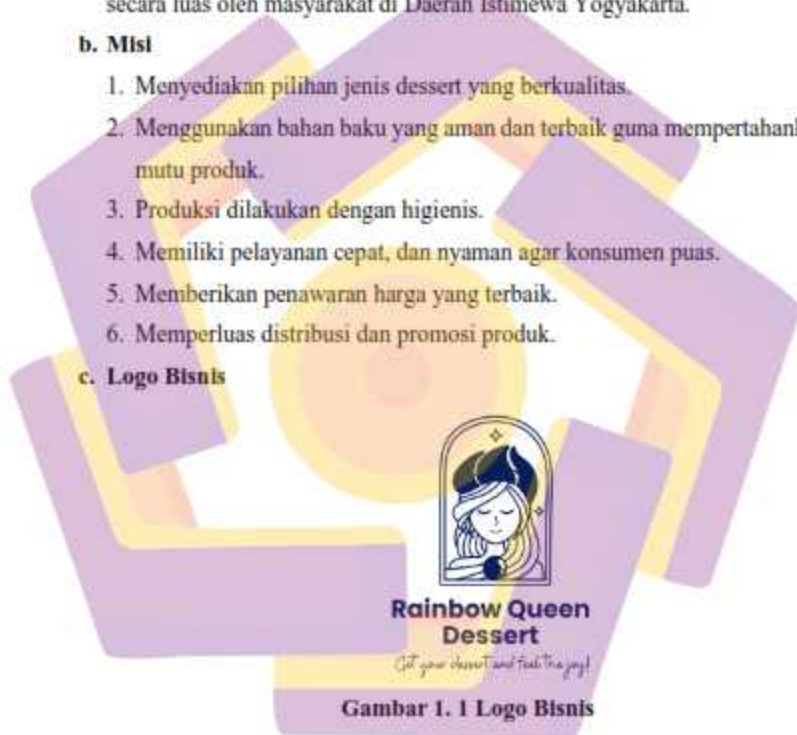 secara luas oleh masyarakat di Daerah Istimewa Yogyakarta.
b. Misi
1. Menyediakan pilihan jenis dessert yang berkualitas.
2. Menggunakan bahan baku yang aman dan terbaik guna
mutu produk.
3. Produksi dilakukan dengan higienis.
4. Memiliki pelayanan cepat, dan nyaman agar konsumen puas.
5. Memberikan penawaran harga yang terbaik.
6. Memperluas distribusi dan promosi produk.
c. Logo Bisnis
Rainbow Queen
Dessert
Get your dessert and feel the joy!
Gambar 1. 1 Logo Bisnis